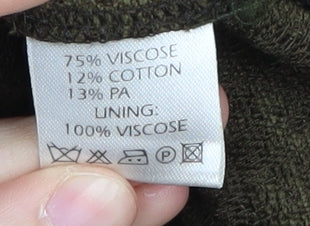 75% VISCOSE
12% COTTON
13% PA
LINING:
100% VISCOSE
P